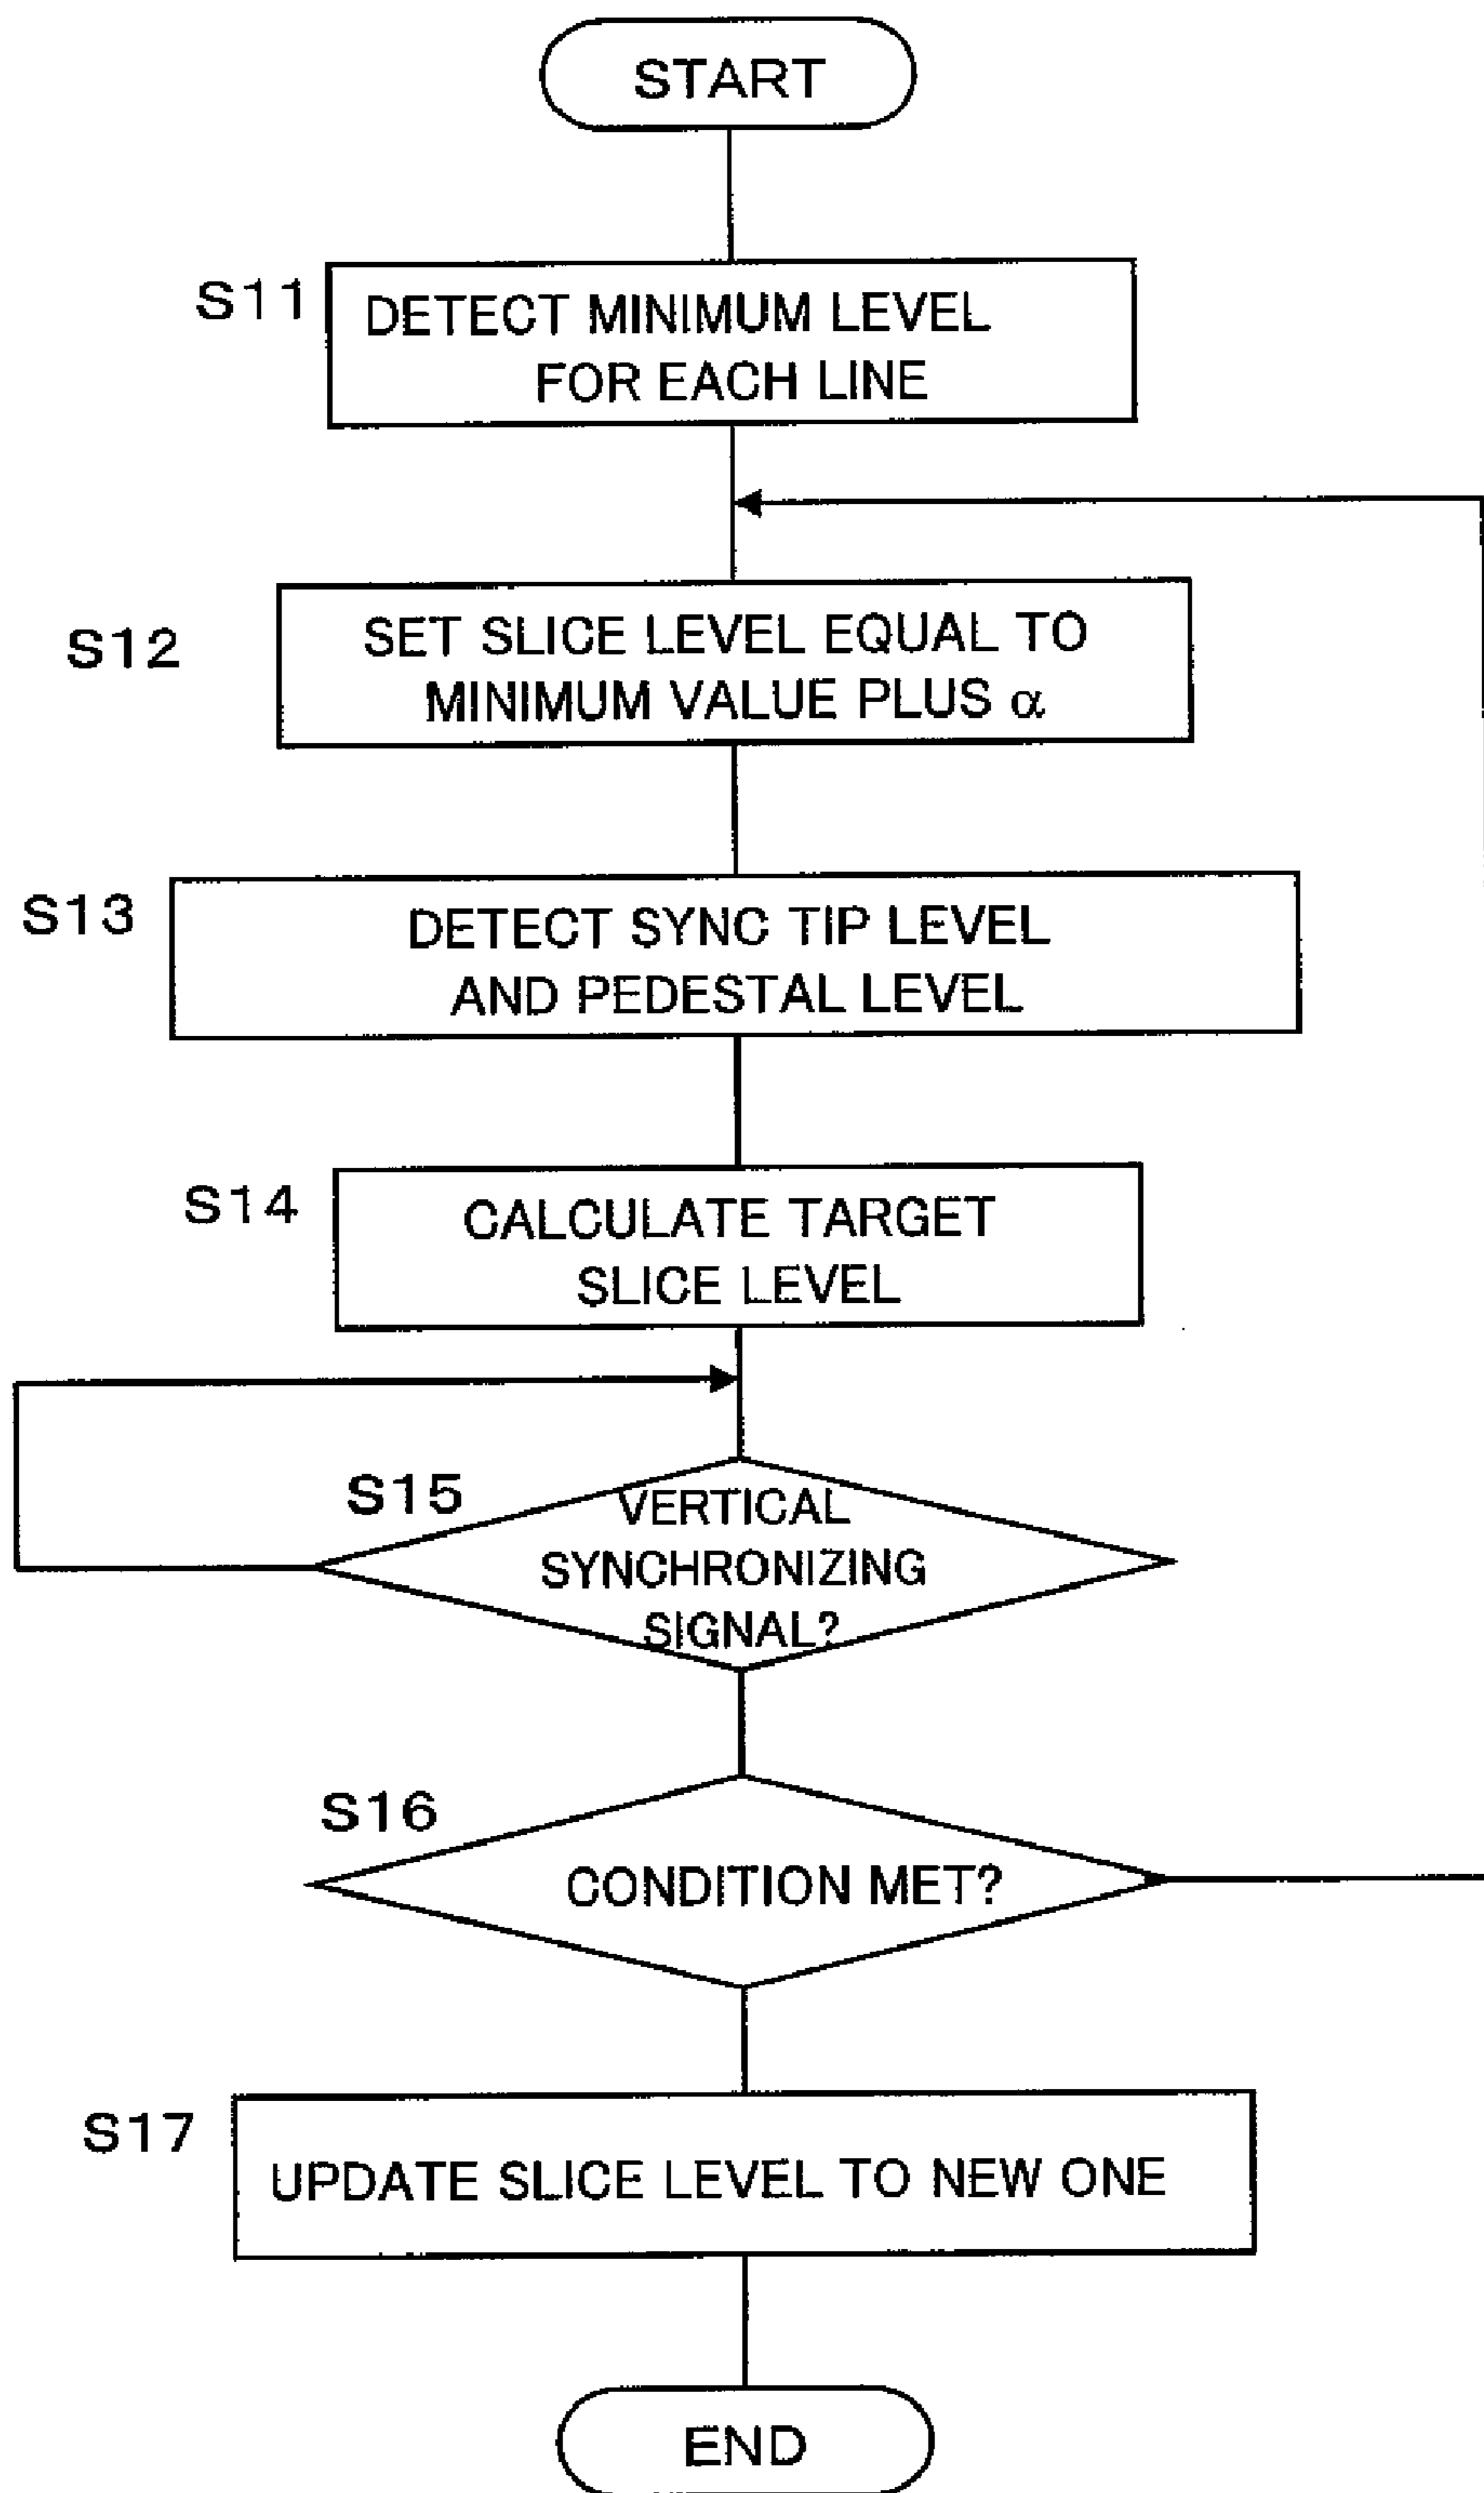 START
S11
DETECT MINIMUM LEVEL
FOR EACH LINE
S12
SET SLICE LEVEL EQUAL TO
MINIMUM VALUE PLUS α
S13
DETECT SYNC TIP LEVEL
AND PEDESTAL LEVEL
S14
CALCULATE TARGET
SLICE LEVEL
S15
VERTICAL
SYNCHRONIZING
SIGNAL?
S16
CONDITION MET?
S17
UPDATE SLICE LEVEL TO NEW ONE
END